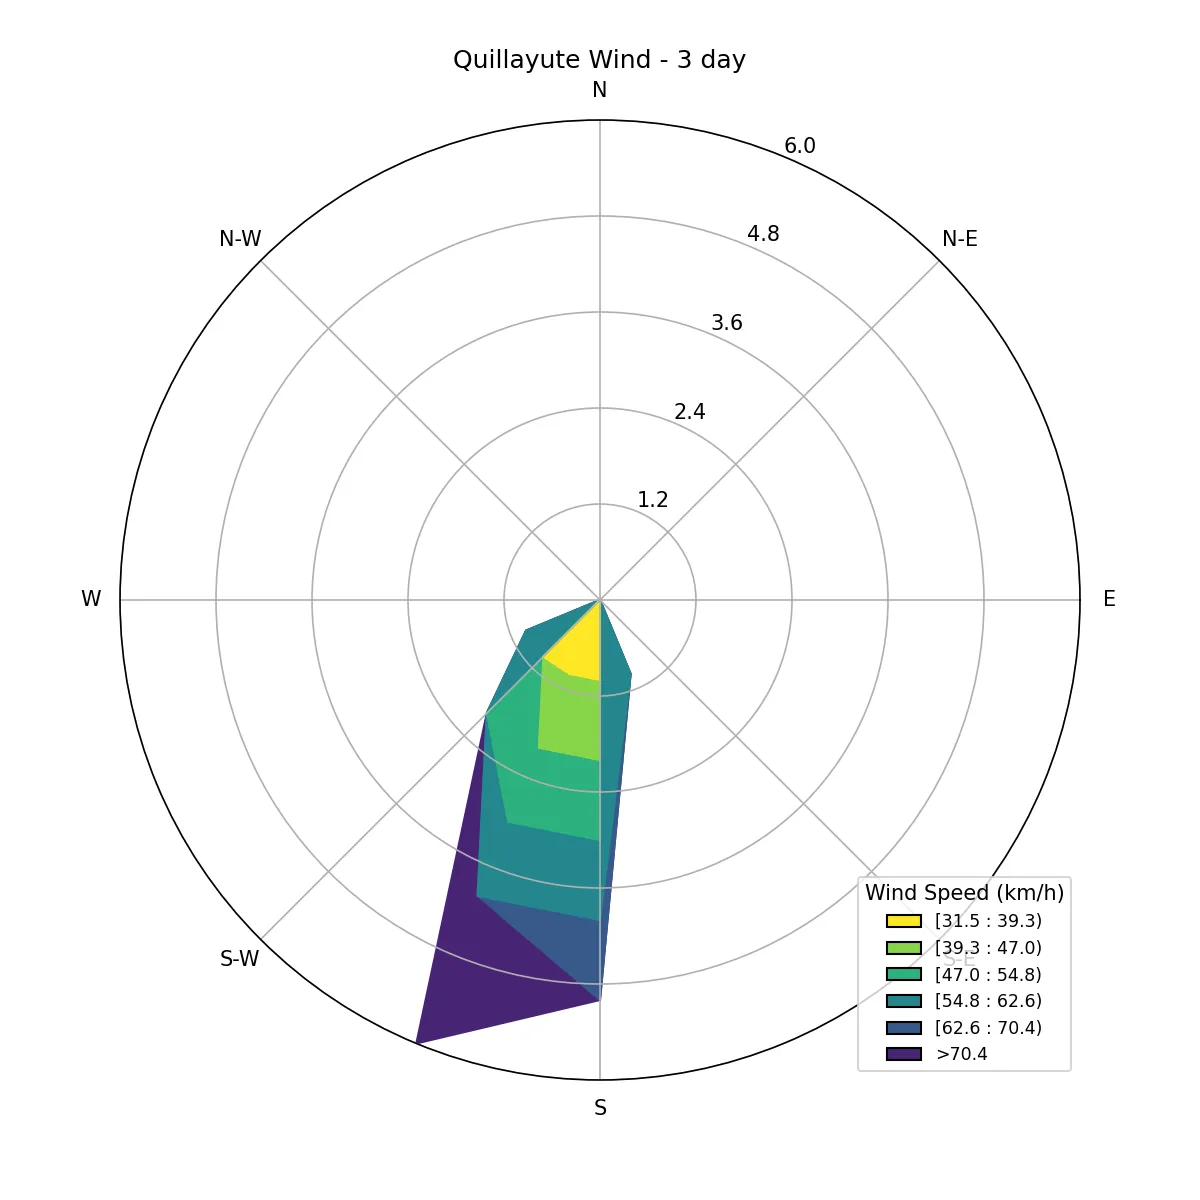 Quillayute Wind - 3 day
N
6.0
N-W
4.8
N-E
3.6
2.4
1.2
W
E
Wind Speed (km/h)
[31.5 : 39.3)
[39.3 : 47.0)
S-W
S-E
[47.0 : 54.8)
[54.8 : 62.6)
[62.6 : 70.4)
>70.4
S